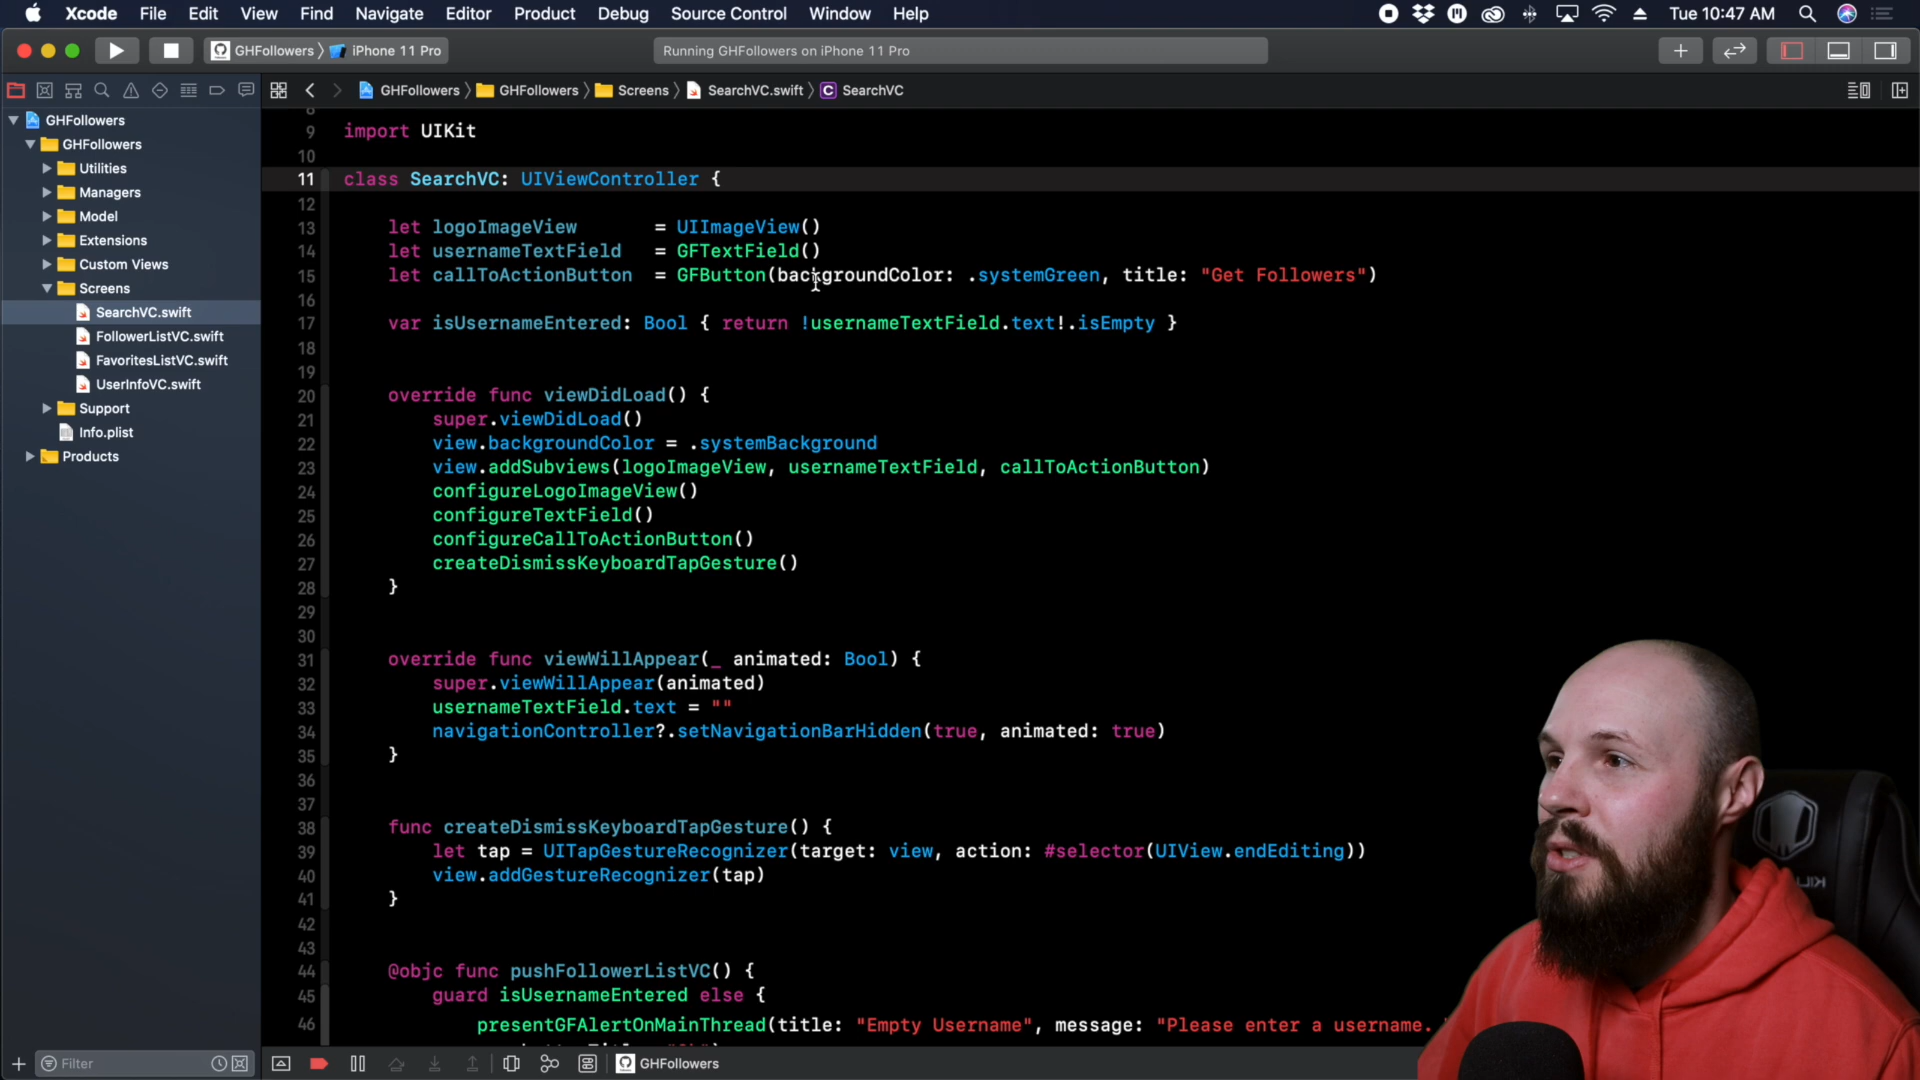 Xcode File Edit View Find Navigate Editor Product Debug Source Control Window Help Tue 10:47 AM
GHFollowers iPhone 11 Pro Running GHFollowers on iPhone 11 Pro
GHFollowers GHFollowers Screens SearchVC.swift C SearchVC
GHFollowers
GHFollowers
Utilities
Managers
Model
Extensions
Custom Views
Screens
SearchVC.swift
FollowerListVC.swift
FavoritesListVC.swift
UserInfoVC.swift
Support
Info.plist
Products
Filter
8
9 import UIKit
10
11 class SearchVC: UIViewController {
12
13 let logoImageView = UIImageView()
14 let usernameTextField = GFTextField()
15 let callToActionButton = GFButton(backgroundColor: .systemGreen, title: "Get Followers")
16
17 var isUsernameEntered: Bool { return !usernameTextField.text!.isEmpty }
18
19
20 override func viewDidLoad() {
21 super.viewDidLoad()
22 view.backgroundColor = .systemBackground
23 view.addSubviews(logoImageView, usernameTextField, callToActionButton)
24 configureLogoImageView()
25 configureTextField()
26 configureCallToActionButton()
27 createDismissKeyboardTapGesture()
28 }
29
30
31 override func viewWillAppear(_ animated: Bool) {
32 super.viewWillAppear(animated)
33 usernameTextField.text = ""
34 navigationController?.setNavigationBarHidden(true, animated: true)
35 }
36
37
38 func createDismissKeyboardTapGesture() {
39 let tap = UITapGestureRecognizer(target: view, action: #selector(UIView.endEditing))
40 view.addGestureRecognizer(tap)
41 }
42
43
44 @objc func pushFollowerListVC() {
45 guard isUsernameEntered else {
46 presentGFAlertOnMainThread(title: "Empty Username", message: "Please enter a username.
GHFollowers